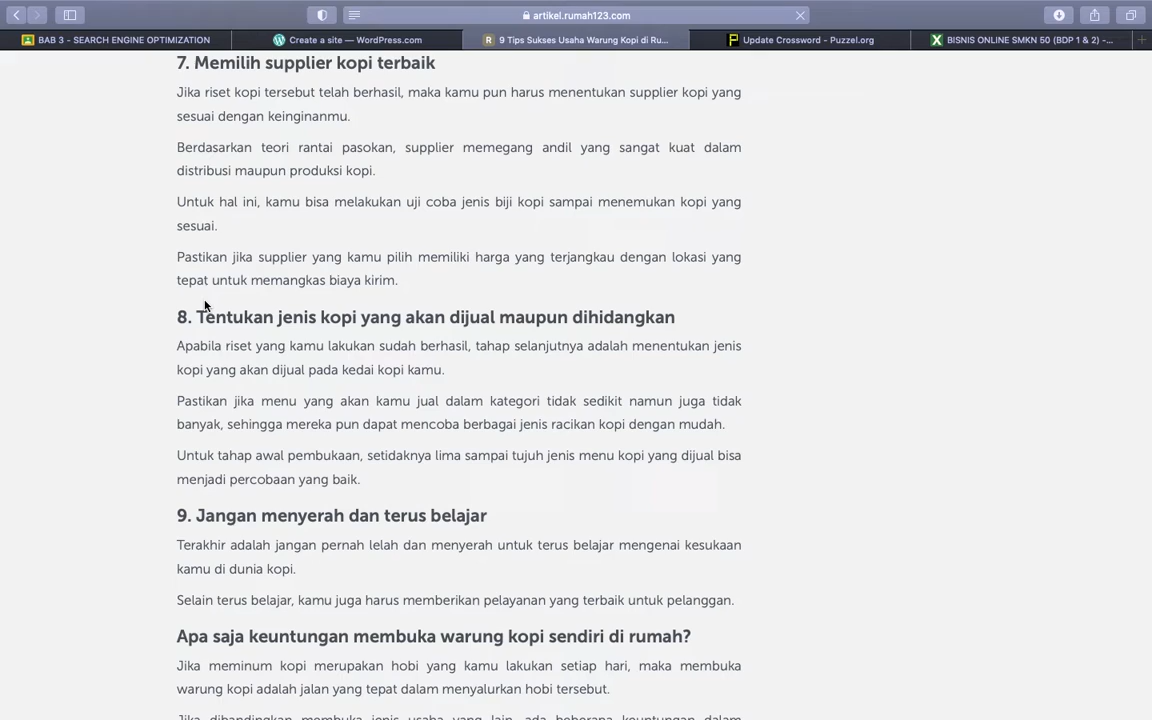 artikel.rumah123.com
BAB 3 - SEARCH ENGINE OPTIMIZATION
Create a site — WordPress.com
R 9 Tips Sukses Usaha Warung Kopi di Ru...
P Update Crossword - Puzzel.org
X BISNIS ONLINE SMKN 50 (BDP 1 & 2) -...
7. Memilih supplier kopi terbaik
Jika riset kopi tersebut telah berhasil, maka kamu pun harus menentukan supplier kopi yang
sesuai dengan keinginanmu.
Berdasarkan teori rantai pasokan, supplier memegang andil yang sangat kuat dalam
distribusi maupun produksi kopi.
Untuk hal ini, kamu bisa melakukan uji coba jenis biji kopi sampai menemukan kopi yang
sesuai.
Pastikan jika supplier yang kamu pilih memiliki harga yang terjangkau dengan lokasi yang
tepat untuk memangkas biaya kirim.
8. Tentukan jenis kopi yang akan dijual maupun dihidangkan
Apabila riset yang kamu lakukan sudah berhasil, tahap selanjutnya adalah menentukan jenis
kopi yang akan dijual pada kedai kopi kamu.
Pastikan jika menu yang akan kamu jual dalam kategori tidak sedikit namun juga tidak
banyak, sehingga mereka pun dapat mencoba berbagai jenis racikan kopi dengan mudah.
Untuk tahap awal pembukaan, setidaknya lima sampai tujuh jenis menu kopi yang dijual bisa
menjadi percobaan yang baik.
9. Jangan menyerah dan terus belajar
Terakhir adalah jangan pernah lelah dan menyerah untuk terus belajar mengenai kesukaan
kamu di dunia kopi.
Selain terus belajar, kamu juga harus memberikan pelayanan yang terbaik untuk pelanggan.
Apa saja keuntungan membuka warung kopi sendiri di rumah?
Jika meminum kopi merupakan hobi yang kamu lakukan setiap hari, maka membuka
warung kopi adalah jalan yang tepat dalam menyalurkan hobi tersebut.
Jika dibandingkan membuka jenis usaha yang lain, ada beberapa keuntungan dalam